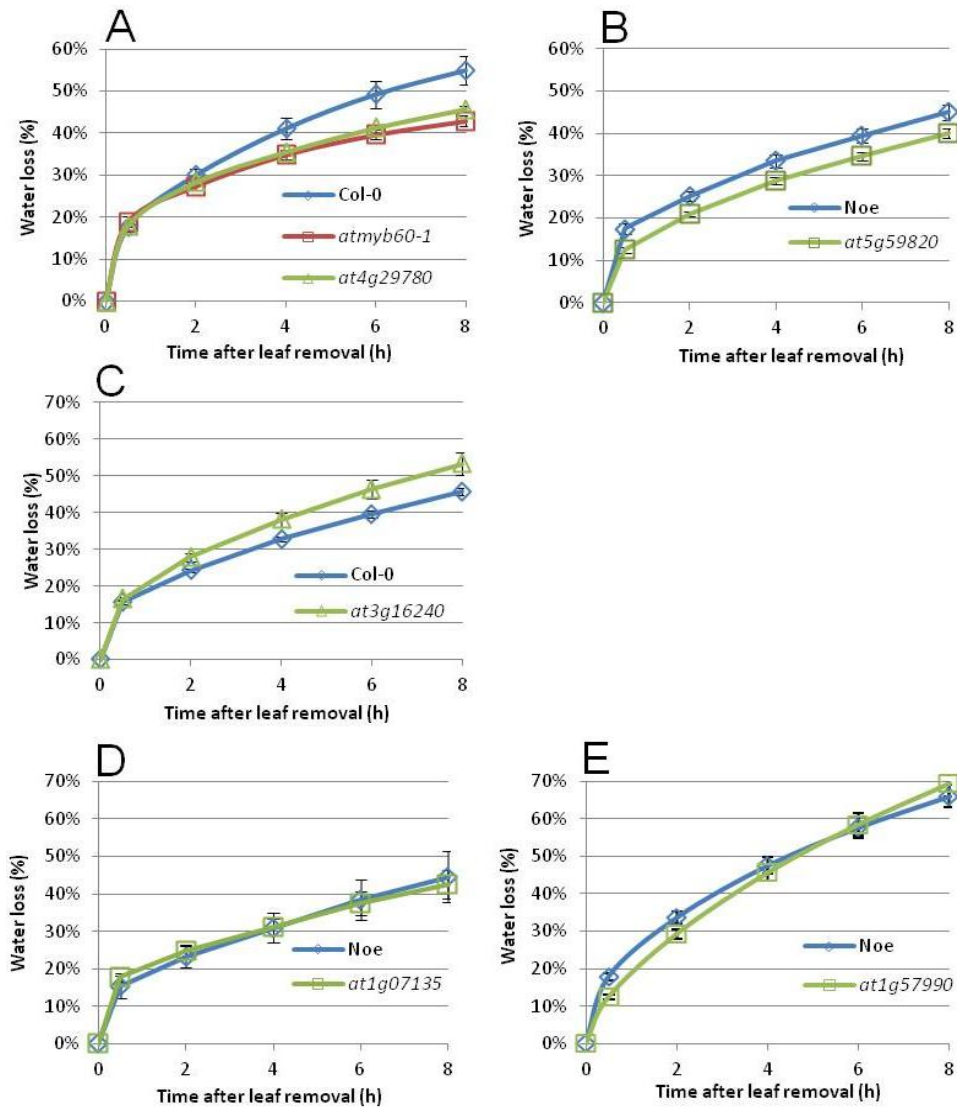 A
60%
50%
40%
30%
20%
10%
0%
Water loss (%)
Col-0
atmyb60-1
at4g29780
0 2 4 6 8
Time after leaf removal (h)
B
60%
50%
40%
30%
20%
10%
0%
Water loss (%)
Noe
at5g59820
0 2 4 6 8
Time after leaf removal (h)
C
70%
60%
50%
40%
30%
20%
10%
0%
Water loss (%)
Col-0
at3g16240
0 2 4 6 8
Time after leaf removal (h)
D
70%
60%
50%
40%
30%
20%
10%
0%
Water loss (%)
Noe
at1g07135
0 2 4 6 8
Time after leaf removal (h)
E
70%
60%
50%
40%
30%
20%
10%
0%
Water loss (%)
Noe
at1g57990
0 2 4 6 8
Time after leaf removal (h)